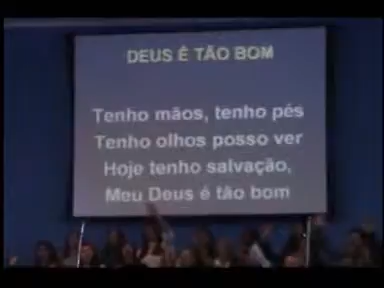 DEUS É TÃO BOM
Tenho mãos, tenho pés
Tenho olhos posso ver
Hoje tenho salvação,
Meu Deus é tão bom